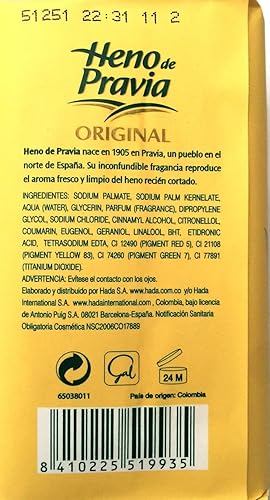 51251 22:31 11 2
Heno de
Pravia
ORIGINAL
Heno de Pravia nace en 1905 en Pravia, un pueblo en el
norte de España. Su inconfundible fragancia reproduce
el aroma fresco y limpio del heno recién cortado.
INGREDIENTES: SODIUM PALMATE, SODIUM PALM KERNELATE,
AQUA (WATER), GLYCERIN, PARFUM (FRAGRANCE), DIPROPYLENE
GLYCOL, SODIUM CHLORIDE, CINNAMYL ALCOHOL, CITRONELLOL,
COUMARIN, EUGENOL, GERANIOL, LINALOOL, BHT, ETIDRONIC
ACID, TETRASODIUM EDTA, CI 12490 (PIGMENT RED 5), CI 21108
(PIGMENT YELLOW 83), CI 74260 (PIGMENT GREEN 7), CI 77891
(TITANIUM DIOXIDE).
ADVERTENCIA: Evítese el contacto con los ojos.
Elaborado y distribuido por Hada S.A. www.hada.com.co y/o Hada
International S.A. www.hadainternational.com, Colombia, bajo licencia
de Antonio Puig S.A. 08021 Barcelona-España. Notificación Sanitaria
Obligatoria Cosmética NSC2006CO17889
Gal
24 M
65038011
País de origen: Colombia
8 410225 519935